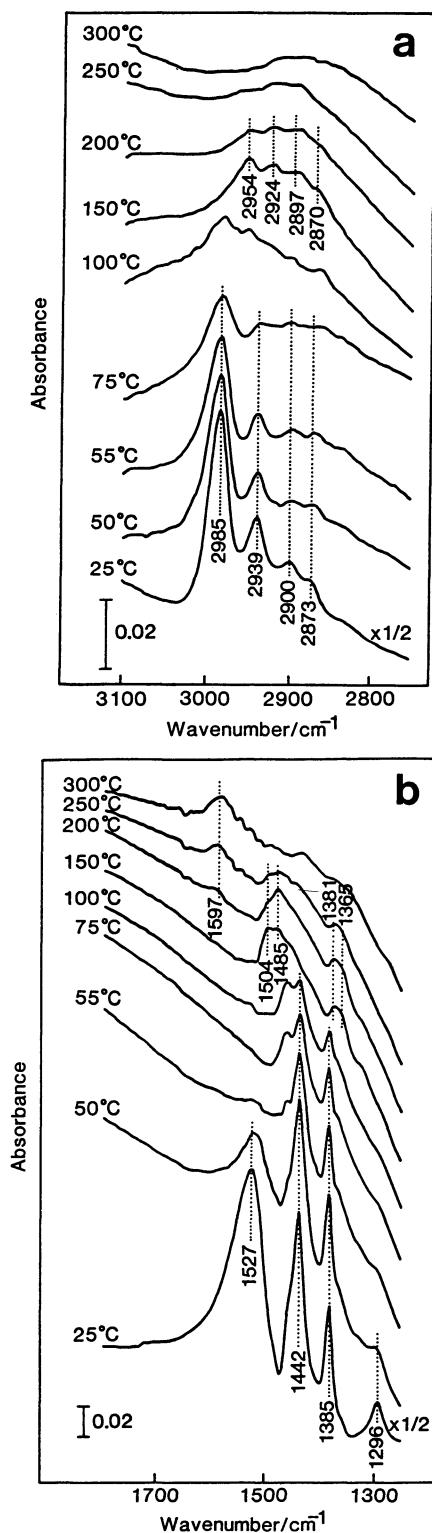 a
300°C
250°C
200°C
150°C
100°C
75°C
55°C
50°C
25°C
2954
2924
2897
2870
2985
2939
2900
2873
x1/2
0.02
Absorbance
3100 3000 2900 2800
Wavenumber/cm-1
b
300°C
250°C
200°C
150°C
100°C
75°C
55°C
50°C
25°C
1597
1504
1485
1381
1365
1527
1442
1385
1296
x1/2
0.02
Absorbance
1700 1500 1300
Wavenumber/cm-1